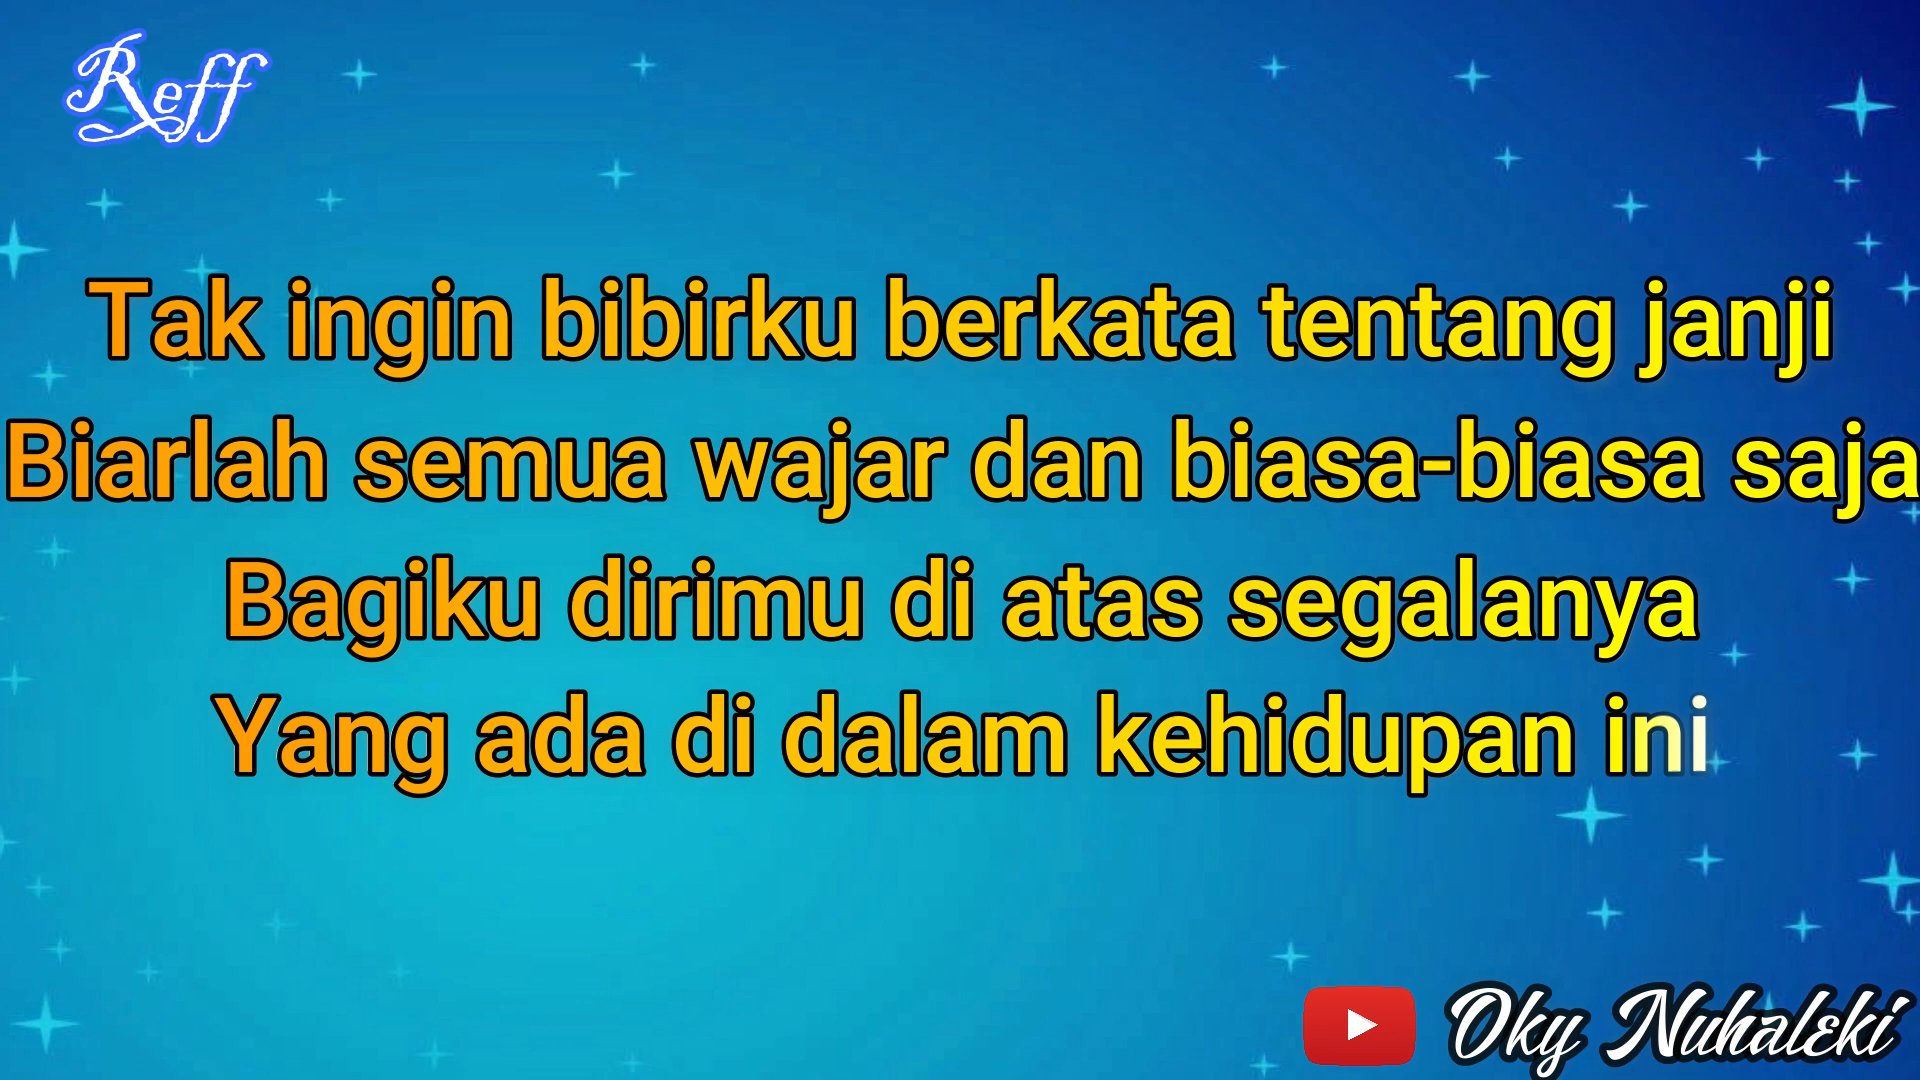 Reff
Tak ingin bibirku berkata tentang janji
Biarlah semua wajar dan biasa-biasa saja
Bagiku dirimu di atas segalanya
Yang ada di dalam kehidupan ini
Oky Nuhaleki